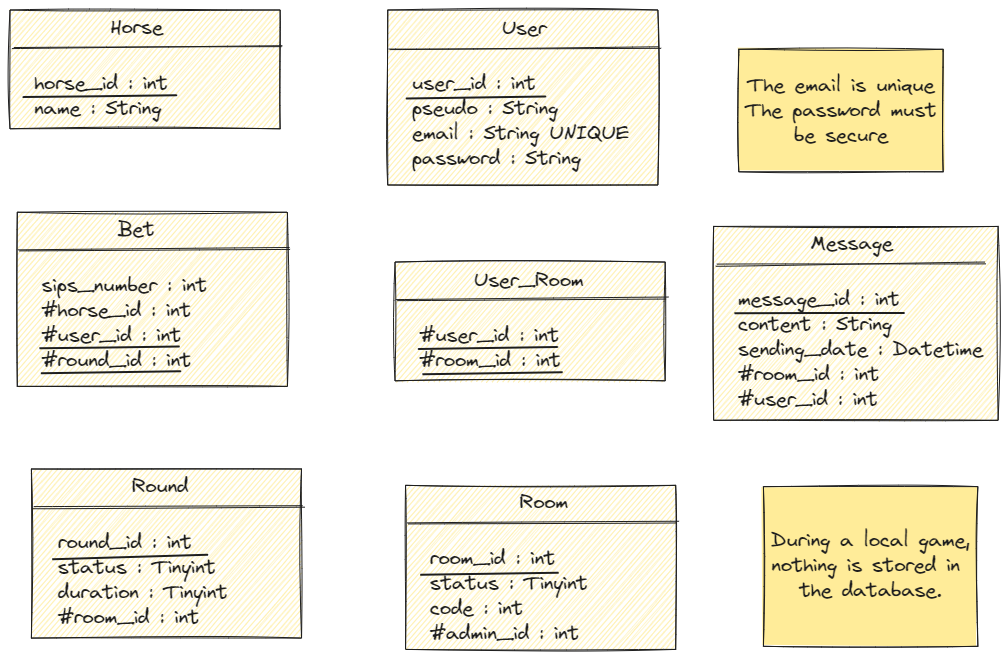 Horse
horse_id : int
name : String
User
user_id : int
pseudo : String
email : String UNIQUE
password : String
The email is unique
The password must
be secure
Bet
sips_number : int
#horse_id : int
#user_id : int
#round_id : int
User_Room
#user_id : int
#room_id : int
Message
message_id : int
content : String
sending_date : Datetime
#room_id : int
#user_id : int
Round
round_id : int
status : Tinyint
duration : Tinyint
#room_id : int
Room
room_id : int
status : Tinyint
code : int
#admin_id : int
During a local game,
nothing is stored in
the database.